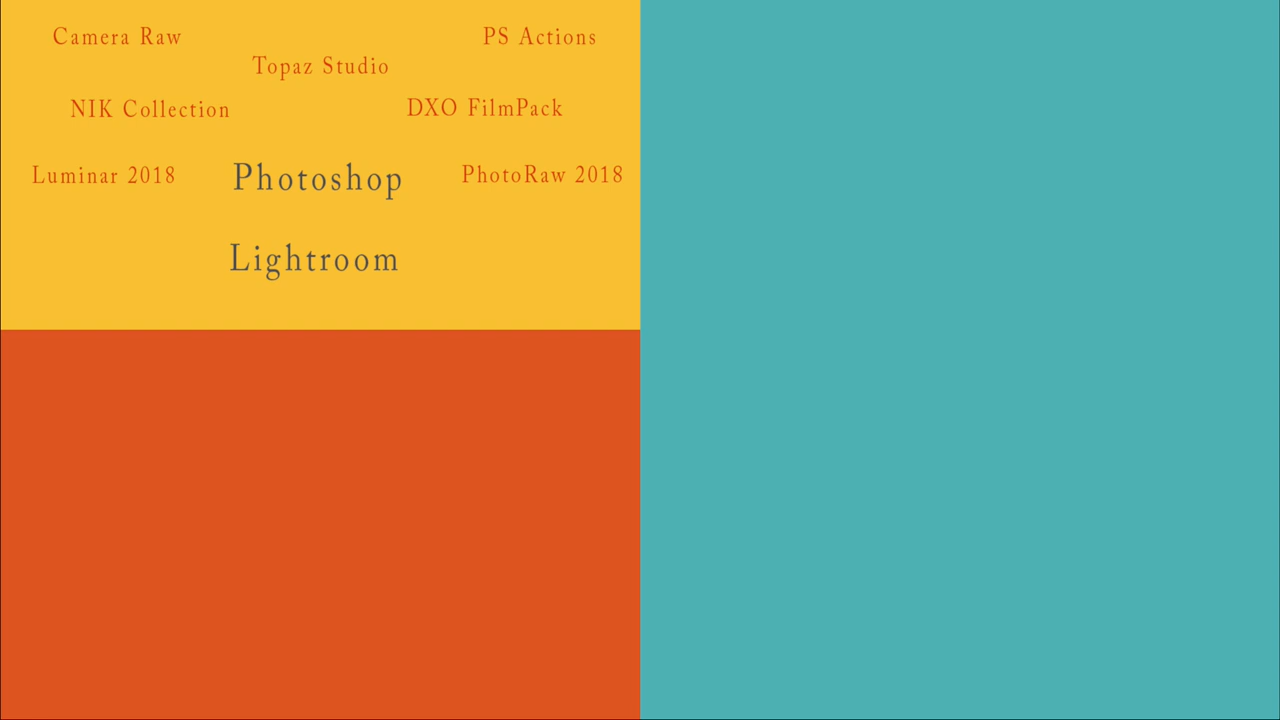 Camera Raw
PS Actions
Topaz Studio
NIK Collection
DXO FilmPack
Luminar 2018
Photoshop
PhotoRaw 2018
Lightroom